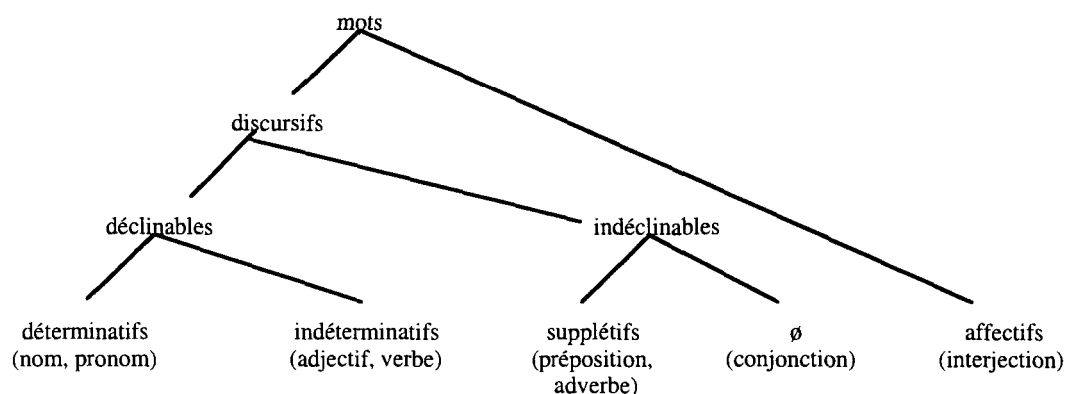 mots
discursifs
déclinables indéclinables
déterminatifs indéterminatifs supplétifs ø affectifs
(nom, pronom) (adjectif, verbe) (préposition, (conjonction) (interjection)
adverbe)